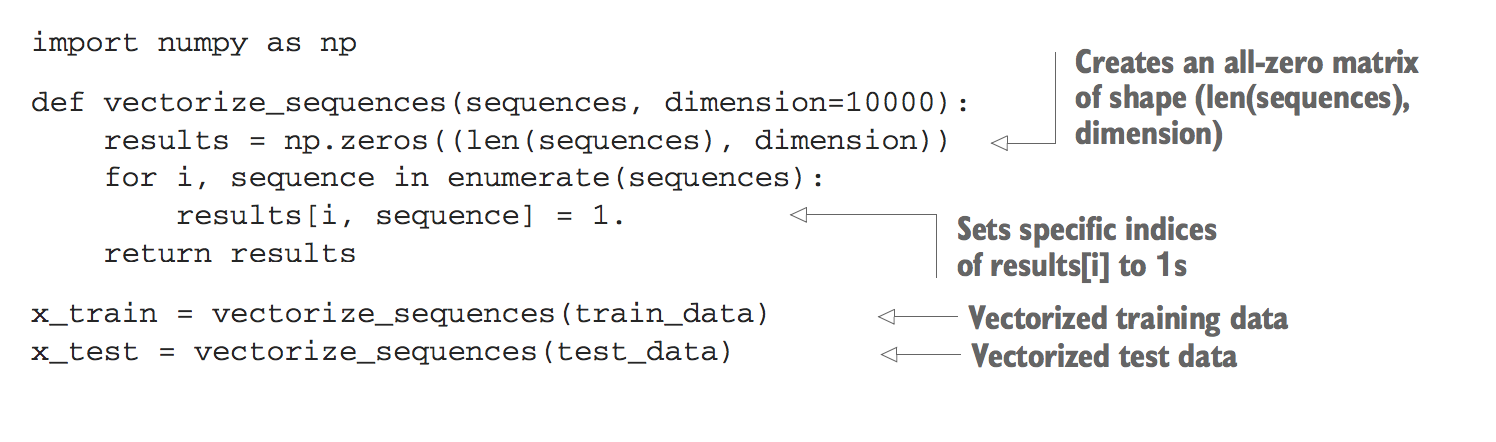 import numpy as np
def vectorize_sequences(sequences, dimension=10000):
    results = np.zeros((len(sequences), dimension))
    for i, sequence in enumerate(sequences):
        results[i, sequence] = 1.
    return results
x_train = vectorize_sequences(train_data)
x_test = vectorize_sequences(test_data)
Creates an all-zero matrix
of shape (len(sequences),
dimension)
Sets specific indices
of results[i] to 1s
Vectorized training data
Vectorized test data